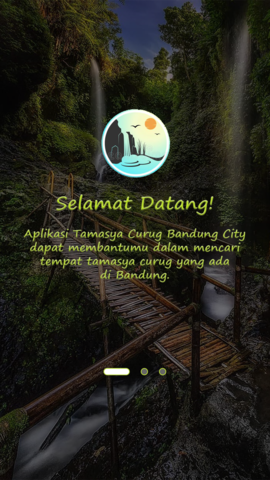 Selamat Datang!
Aplikasi Tamasya Curug Bandung City
dapat membantumu dalam mencari
tempat tamasya curug yang ada
di Bandung.